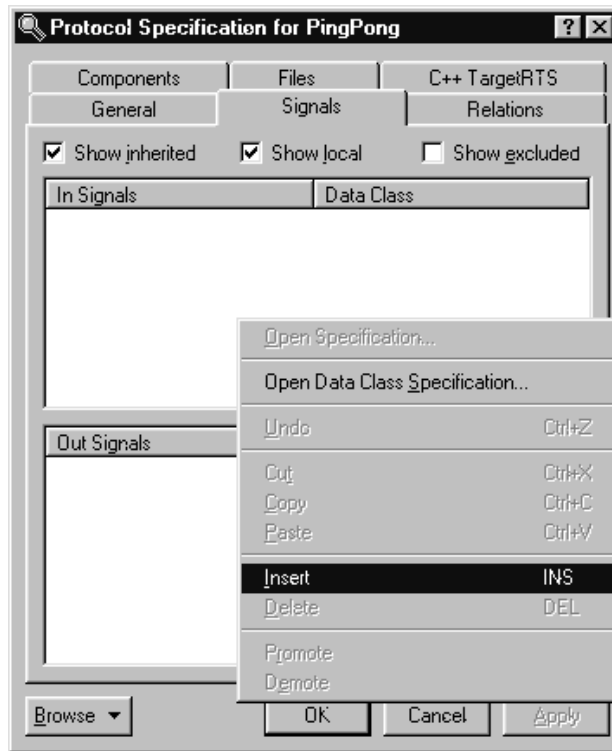 Protocol Specification for PingPong
Components Files C++ TargetRTS
General Signals Relations
Show inherited Show local Show excluded
In Signals Data Class
Open Specification...
Open Data Class Specification...
Out Signals
Undo Ctrl+Z
Cut Ctrl+X
Copy Ctrl+C
Paste Ctrl+V
Insert INS
Delete DEL
Promote
Demote
Browse OK Cancel Apply